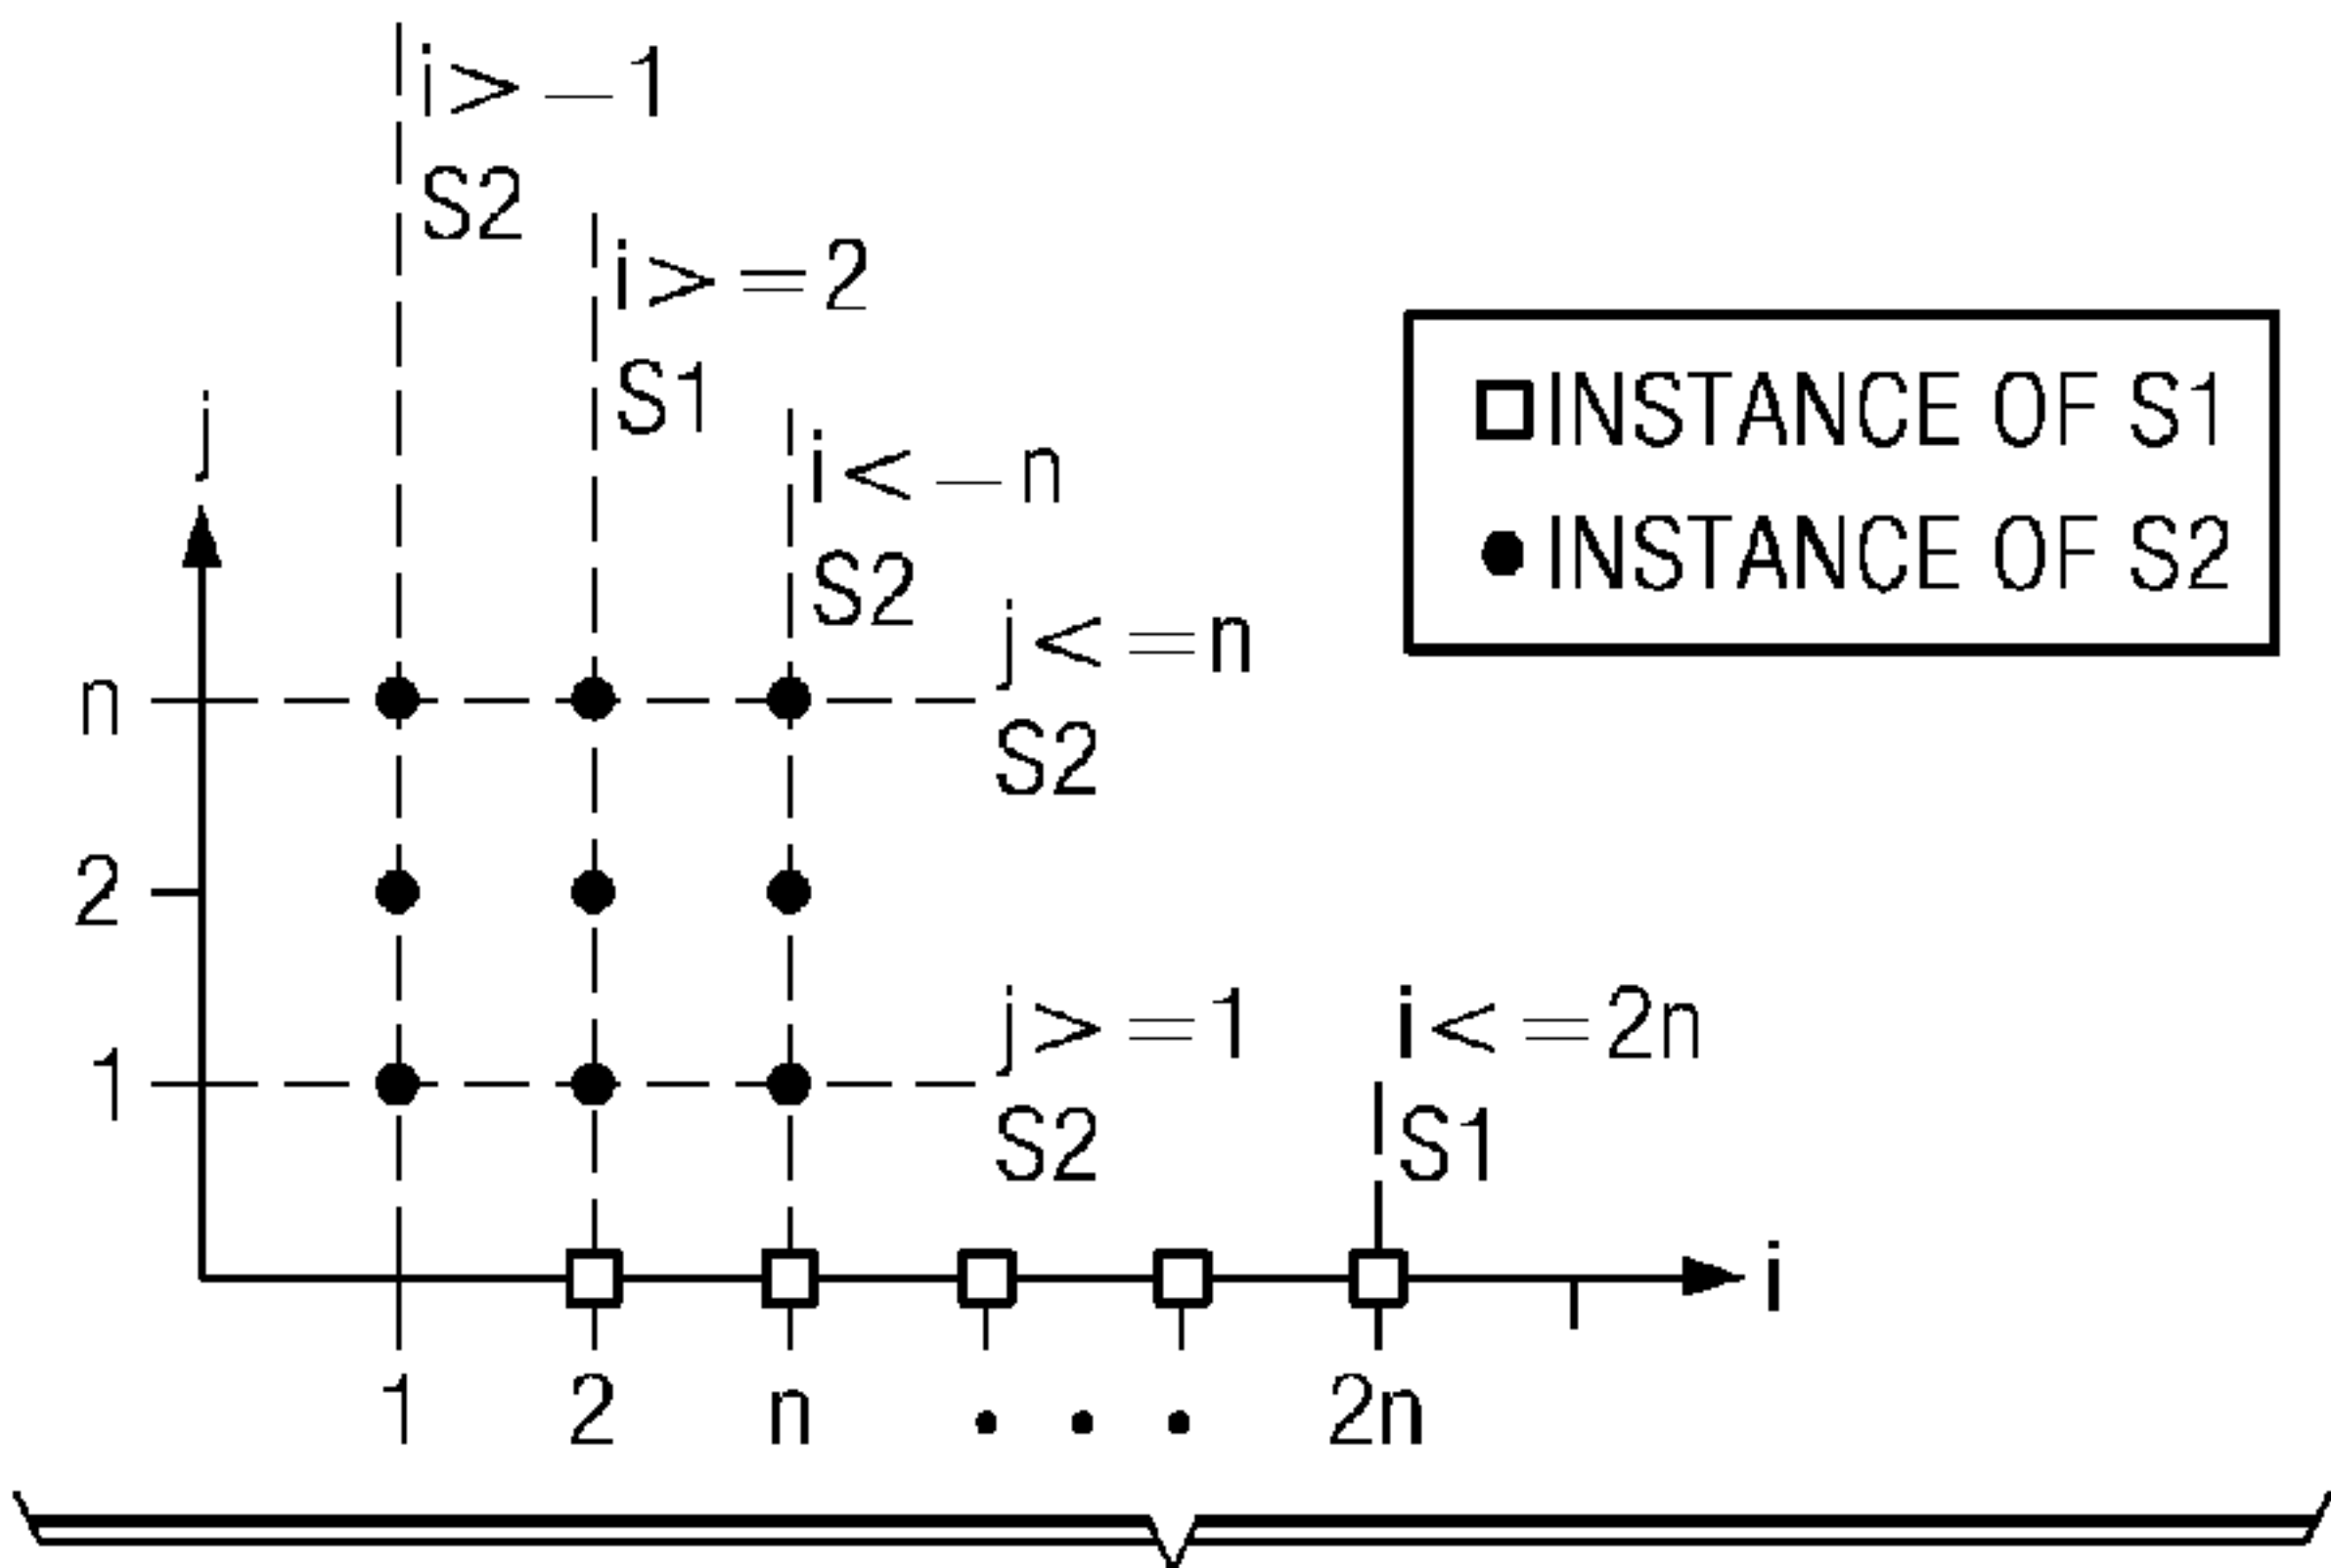 i>–1
S2
i>=2
S1
i<–n
S2
j<=n
S2
j
n
2
1
j>=1
S2
i<=2n
S1
i
1 2 n • • • 2n
INSTANCE OF S1
INSTANCE OF S2